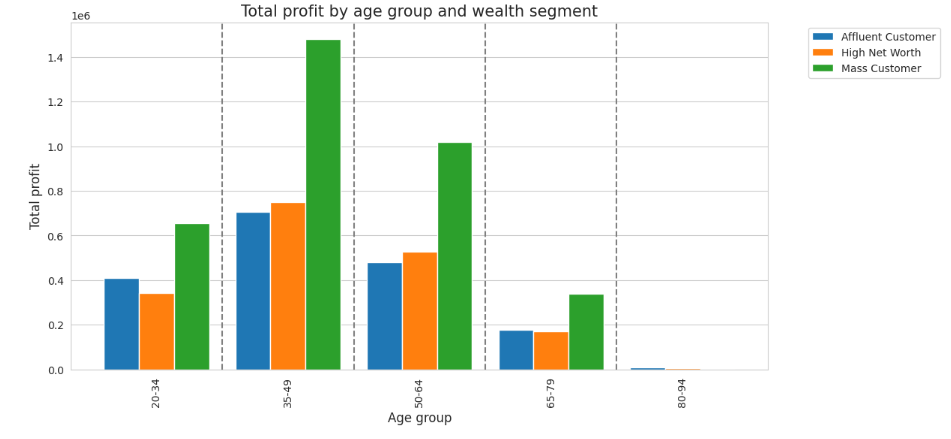 Total profit by age group and wealth segment
1e6
1.4
1.2
1.0
0.8
0.6
0.4
0.2
0.0
Total profit
20-34
35-49
50-64
65-79
80-94
Age group
Affluent Customer
High Net Worth
Mass Customer